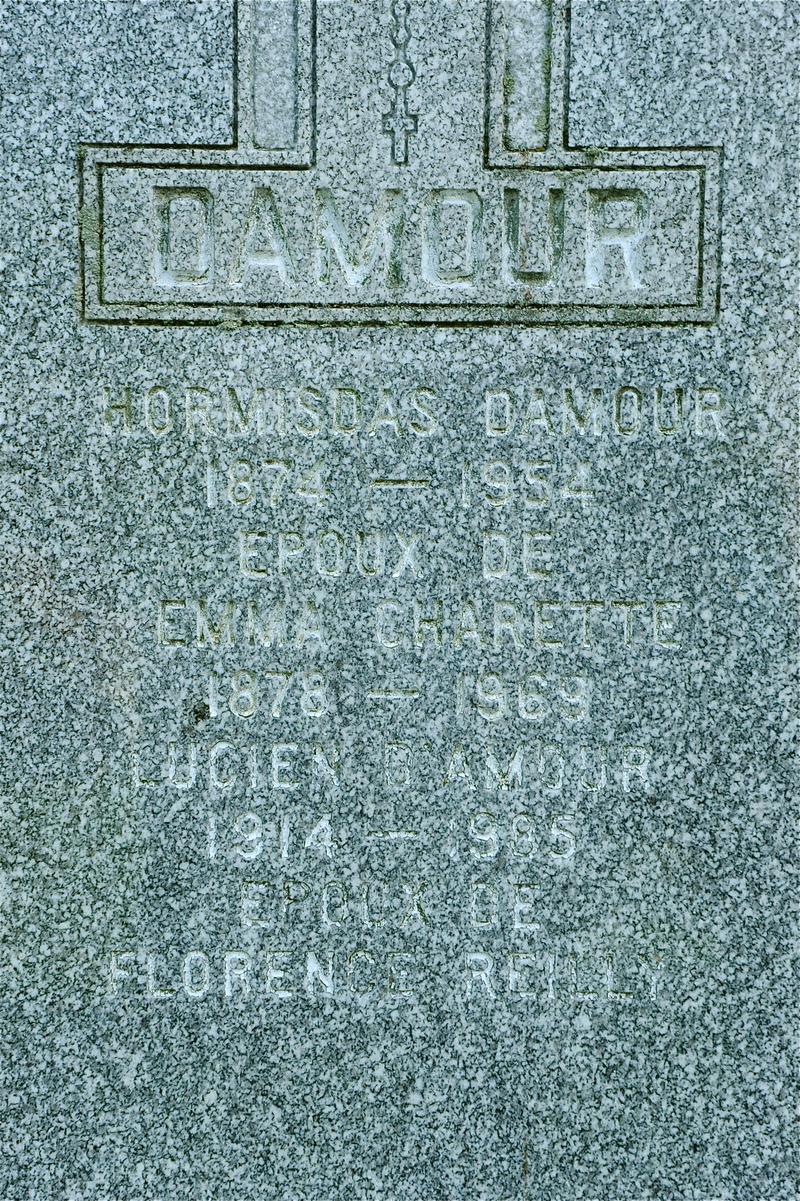 DAMOUR
HORMISDAS DAMOUR
1874 — 1954
EPOUX DE
EMMA CHARETTE
1878 — 1969
LUCIEN D'AMOUR
1914 — 1985
EPOUX DE
FLORENCE REILLY